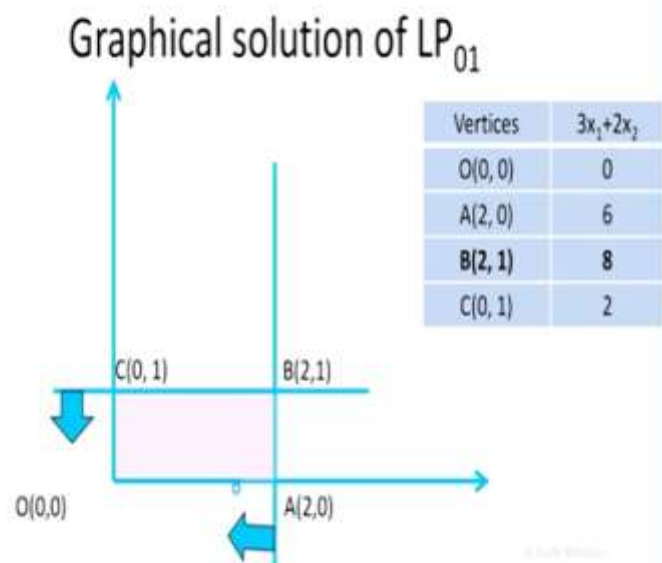 Graphical solution of LP₀₁
Vertices 3x₁+2x₂
O(0, 0) 0
A(2, 0) 6
B(2, 1) 8
C(0, 1) 2
C(0, 1) B(2,1)
O(0,0) A(2,0)